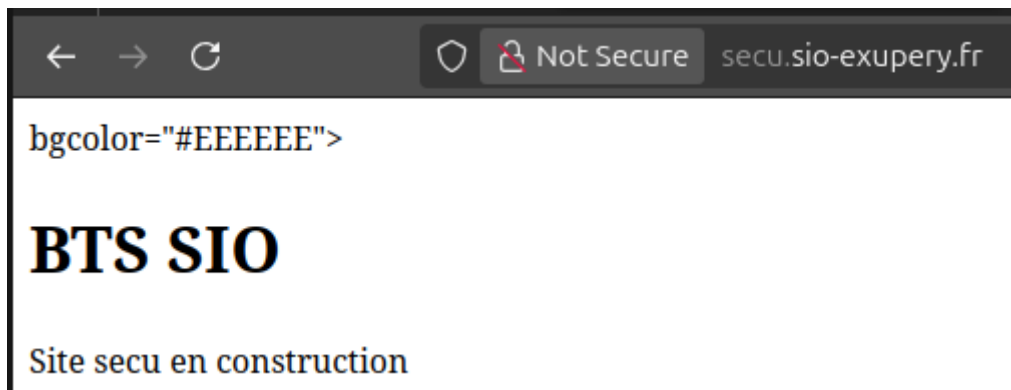 Not Secure secu.sio-exupery.fr
bgcolor="#EEEEEE">
BTS SIO
Site secu en construction